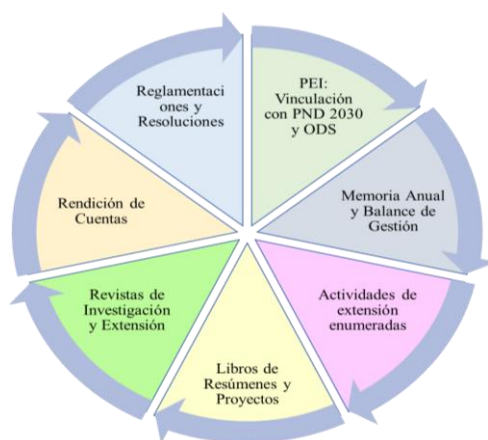 PEI:
Vinculación
con PND 2030
y ODS
Memoria Anual
y Balance de
Gestión
Actividades de
extensión
enumeradas
Libros de
Resúmenes y
Proyectos
Revistas de
Investigación
y Extensión
Rendición de
Cuentas
Reglamentaci
ones y
Resoluciones